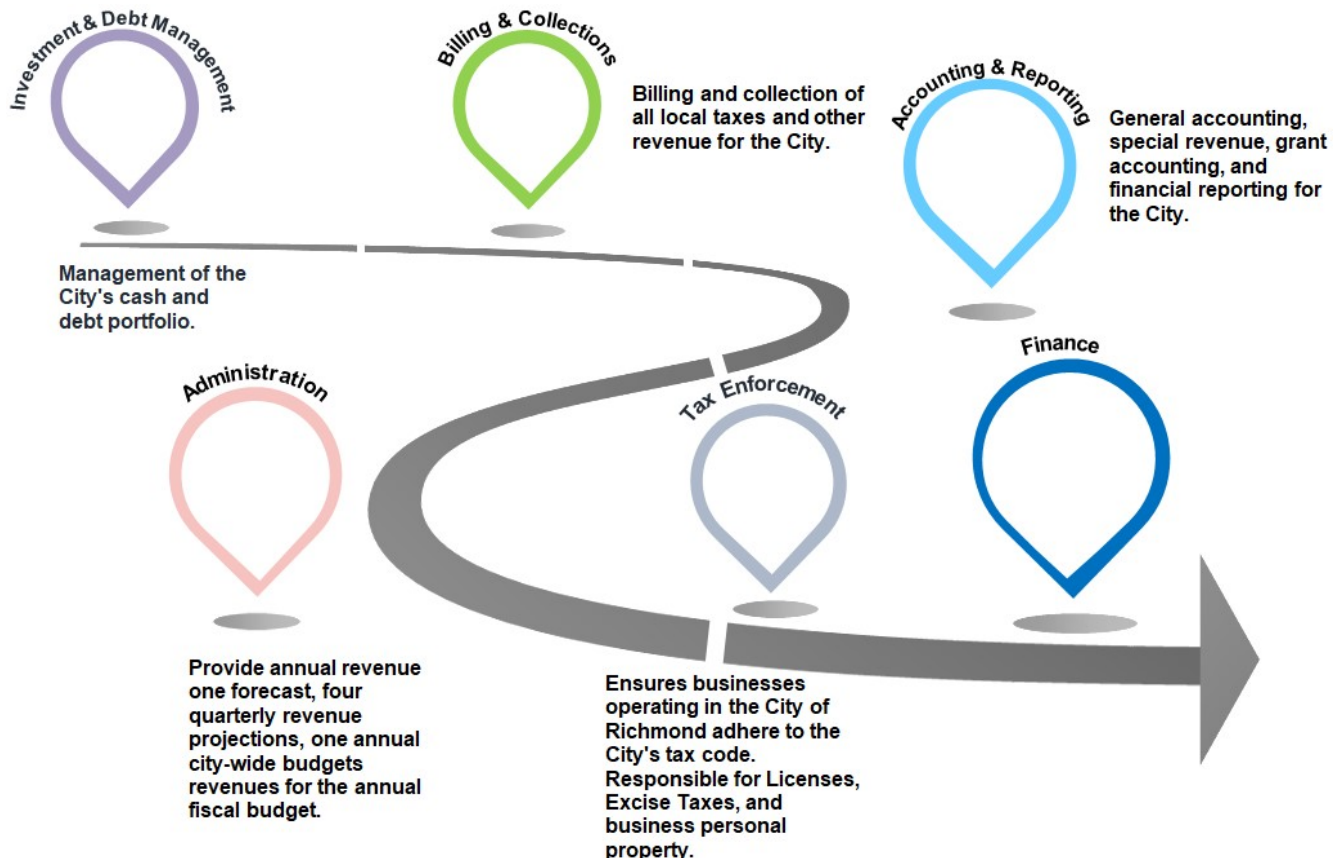 Investment & Debt Management
Management of the
City's cash and
debt portfolio.
Billing & Collections
Billing and collection of
all local taxes and other
revenue for the City.
Accounting & Reporting
General accounting,
special revenue, grant
accounting, and
financial reporting for
the City.
Administration
Provide annual revenue
one forecast, four
quarterly revenue
projections, one annual
city-wide budgets
revenues for the annual
fiscal budget.
Tax Enforcement
Ensures businesses
operating in the City of
Richmond adhere to the
City's tax code.
Responsible for Licenses,
Excise Taxes, and
business personal
property.
Finance